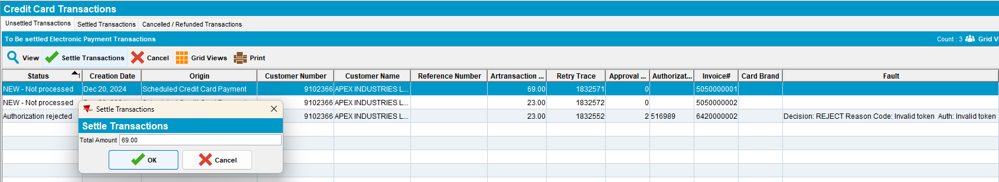 Credit Card Transactions
Unsettled Transactions Settled Transactions Cancelled / Refunded Transactions
To Be settled Electronic Payment Transactions Count : 3 Grid V
View Settle Transactions Cancel Grid Views Print
Status 1 Creation Date Origin Customer Number Customer Name Reference Number Artransaction ... Retry Trace Approval ... Authorizat... Invoice# Card Brand Fault
NEW - Not processed Dec 20, 2024 Scheduled Credit Card Payment 9102366 APEX INDUSTRIES L... 69.00 1832571 0 5050000001
NEW - Not processed 9102366 APEX INDUSTRIES L... 23.00 1832572 0 5050000002
Authorization rejected 9102366 APEX INDUSTRIES L... 23.00 1832552 2 516989 6420000002 Decision: REJECT Reason Code: Invalid token Auth: Invalid token
Settle Transactions
Settle Transactions
Total Amount 69.00
OK Cancel